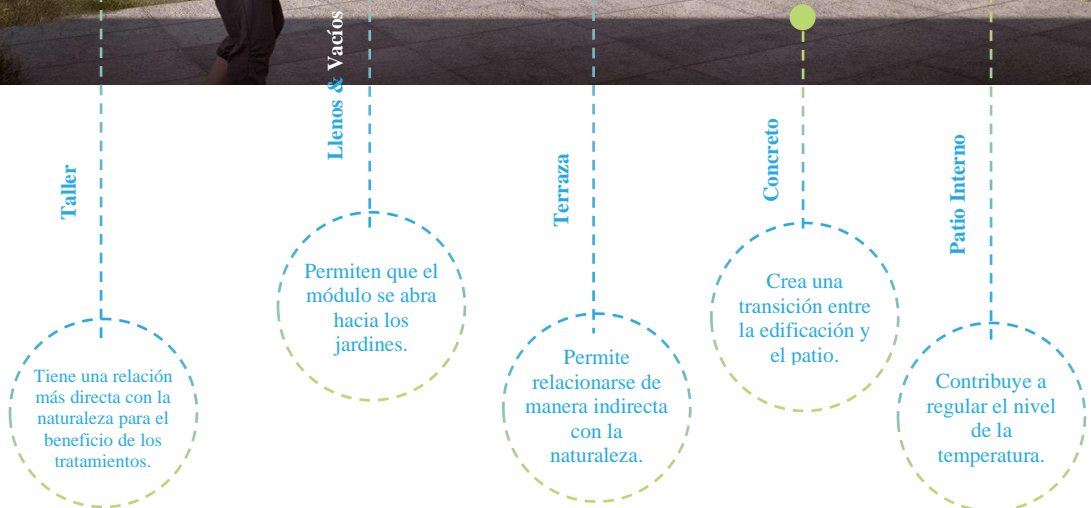 Taller
Tiene una relación
más directa con la
naturaleza para el
beneficio de los
tratamientos.
Llenos & Vacíos
Permiten que el
módulo se abra
hacia los
jardines.
Terraza
Permite
relacionarse de
manera indirecta
con la
naturaleza.
Concreto
Crea una
transición entre
la edificación y
el patio.
Patio Interno
Contribuye a
regular el nivel
de la
temperatura.